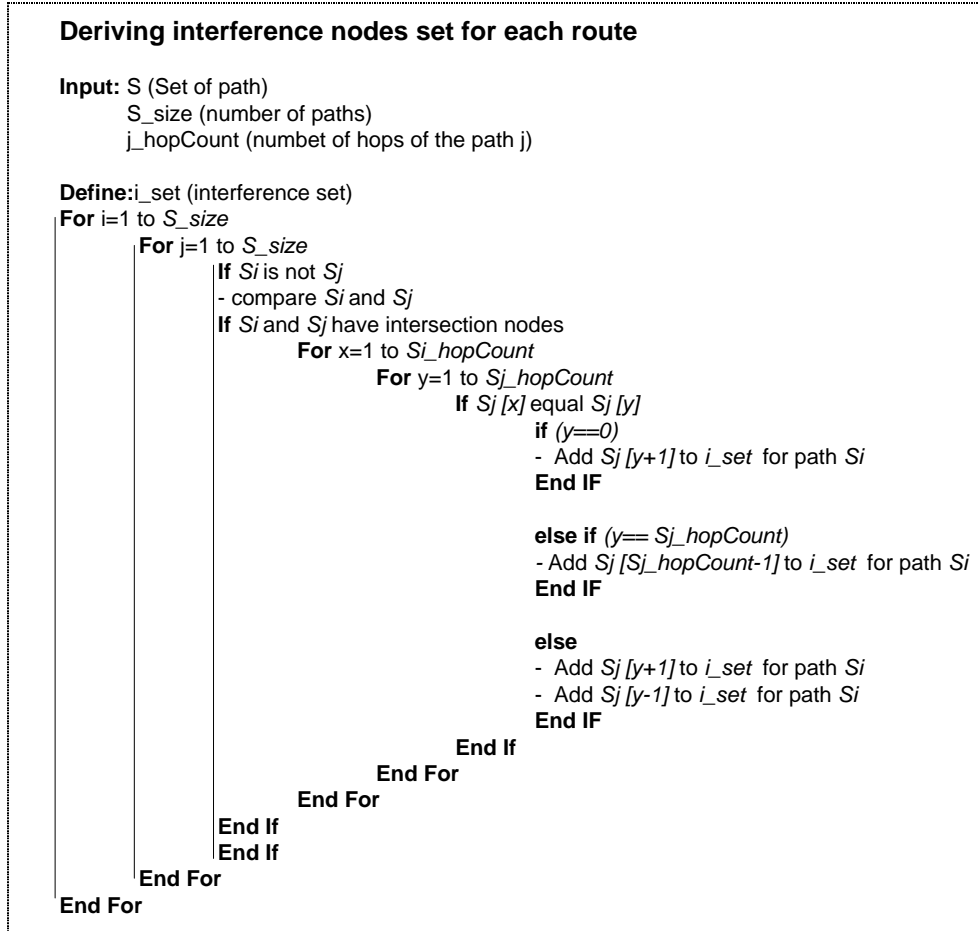 Deriving interference nodes set for each route
Input: S (Set of path)
S_size (number of paths)
j_hopCount (numbet of hops of the path j)
Define:i_set (interference set)
For i=1 to S_size
For j=1 to S_size
If Si is not Sj
- compare Si and Sj
If Si and Sj have intersection nodes
For x=1 to Si_hopCount
For y=1 to Sj_hopCount
If Sj [x] equal Sj [y]
if (y==0)
- Add Sj [y+1] to i_set for path Si
End IF
else if (y== Sj_hopCount)
- Add Sj [Sj_hopCount-1] to i_set for path Si
End IF
else
- Add Sj [y+1] to i_set for path Si
- Add Sj [y-1] to i_set for path Si
End IF
End If
End For
End For
End If
End If
End For
End For